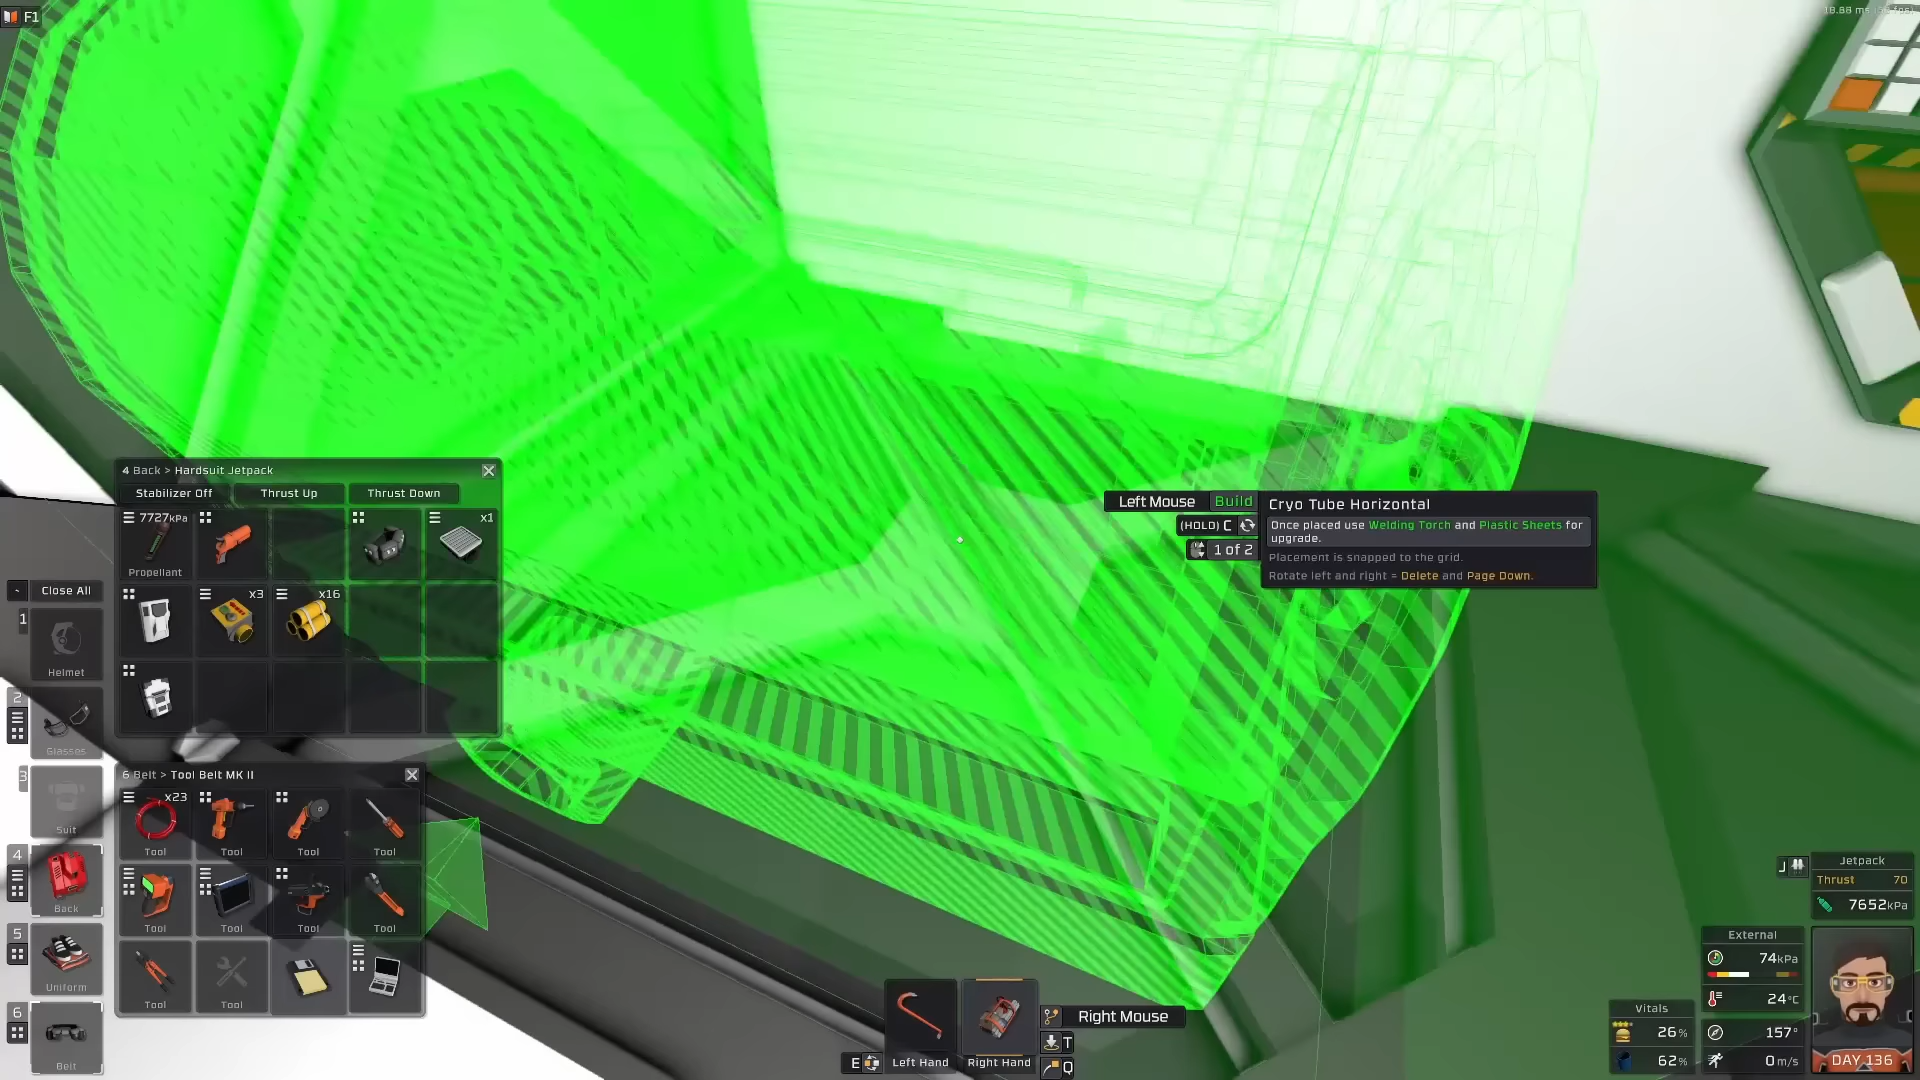 F1
4 Back > Hardsuit Jetpack
Stabilizer Off
Thrust Up
Thrust Down
7727kPa
x1
Propellant
x3
x16
~
Close All
1
Helmet
2
Glasses
3
Suit
4
Back
5
Uniform
6
Belt
6 Belt > Tool Belt MK II
x23
Tool
Tool
Tool
Tool
Tool
Tool
Tool
Tool
Tool
Tool
Left Mouse
Build
(HOLD) C
1 of 2
Cryo Tube Horizontal
Once placed use Welding Torch and Plastic Sheets for
upgrade.
Placement is snapped to the grid.
Rotate left and right = Delete and Page Down.
E
Left Hand
Right Hand
Right Mouse
T
Q
J
Jetpack
Thrust 70
7652kPa
External
74kPa
24°C
157°
0m/s
Vitals
26%
62%
DAY 136